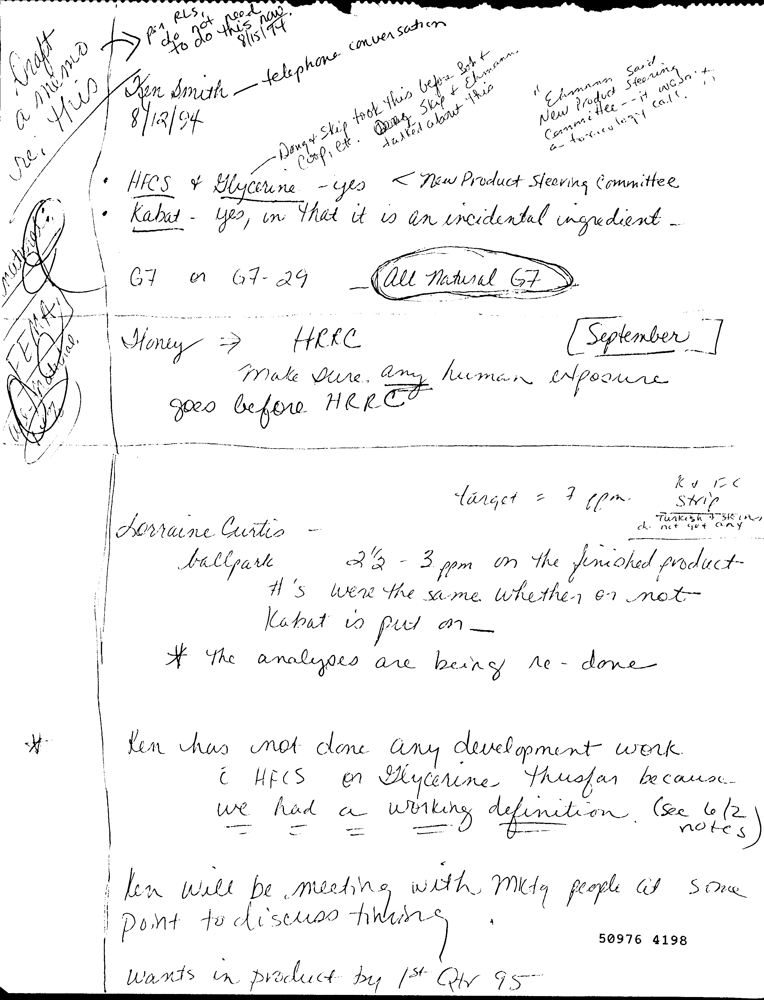 Draft
a memo
re: this
per RLS,
do not need
to do this now.
8/15/94
Ken Smith — telephone conversation
8/12/94
Doug & Skip took this before Bob &
Coop, etc. Doug, Skip & Ehmann
talked about this
"Ehmann said
New Product Steering
Committee -- it wasn't
a toxicology call."
• HFCS & Glycerine - yes < New Product Steering Committee
• Kabat - yes, in that it is an incidental ingredient -
G7 or G7-29 — All Natural G7
FEMA
Honey ⇒ HRRC [September]
Make sure any human exposure
goes before HRRC
target = 7 ppm.
Strip
Turkish + Skins
do not get any
Lorraine Curtis -
ballpark 2½ - 3 ppm on the finished product
#'s were the same whether or not
Kabat is put on —
* The analyses are being re-done
* Ken has not done any development work
c̄ HFCS or Glycerine thusfar because
we had a working definition. (see 6/2
notes)
Ken will be meeting with Mktg people at some
point to discuss timing.
50976 4198
wants in product by 1st Qtr 95